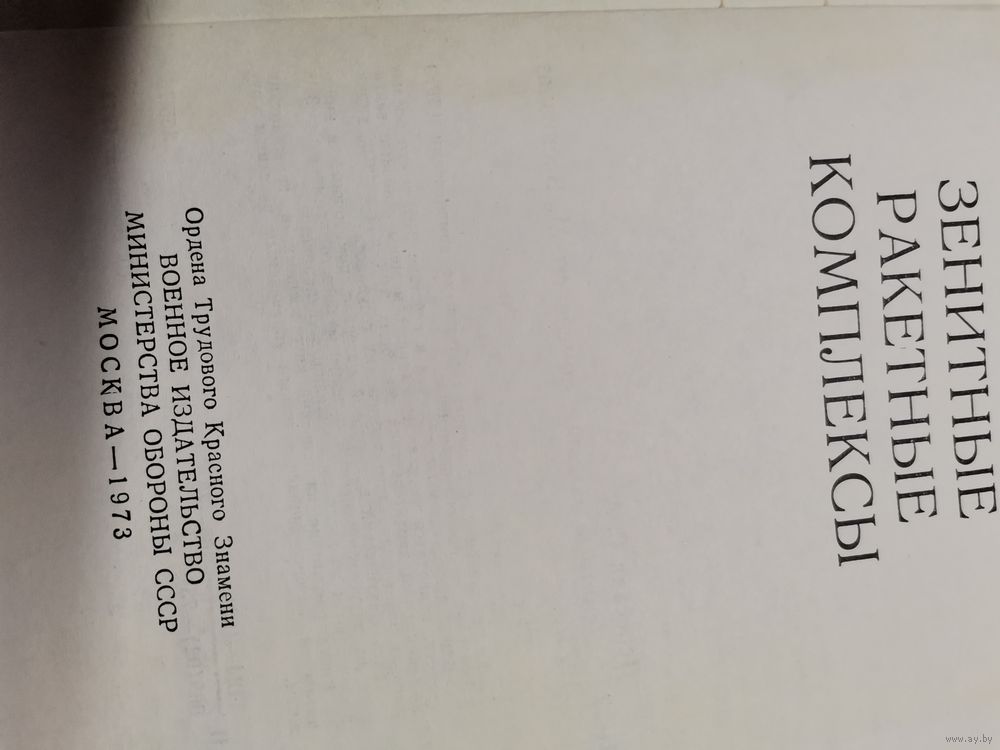 ЗЕНИТНЫЕ
РАКЕТНЫЕ
КОМПЛЕКСЫ
Ордена Трудового Красного Знамени
ВОЕННОЕ ИЗДАТЕЛЬСТВО
МИНИСТЕРСТВА ОБОРОНЫ СССР
МОСКВА—1973
www.ay.by